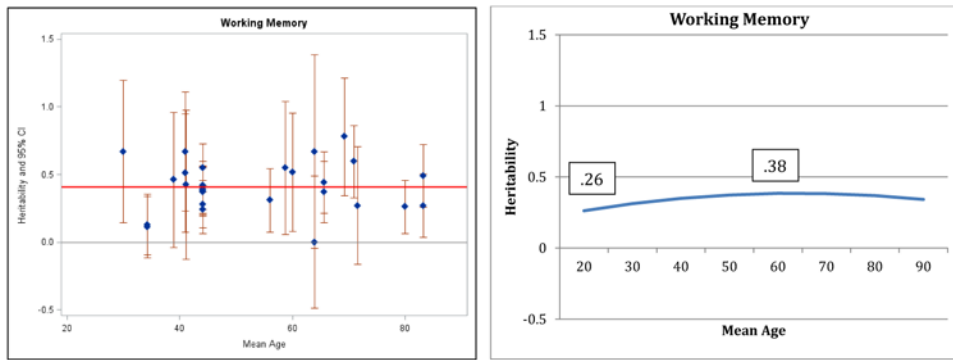 Working Memory
1.5
1.0
0.5
0.0
-0.5
Heritability and 95% CI
20
40
60
80
Mean Age
Working Memory
1.5
1
0.5
0
-0.5
Heritability
.26
.38
20 30 40 50 60 70 80 90
Mean Age